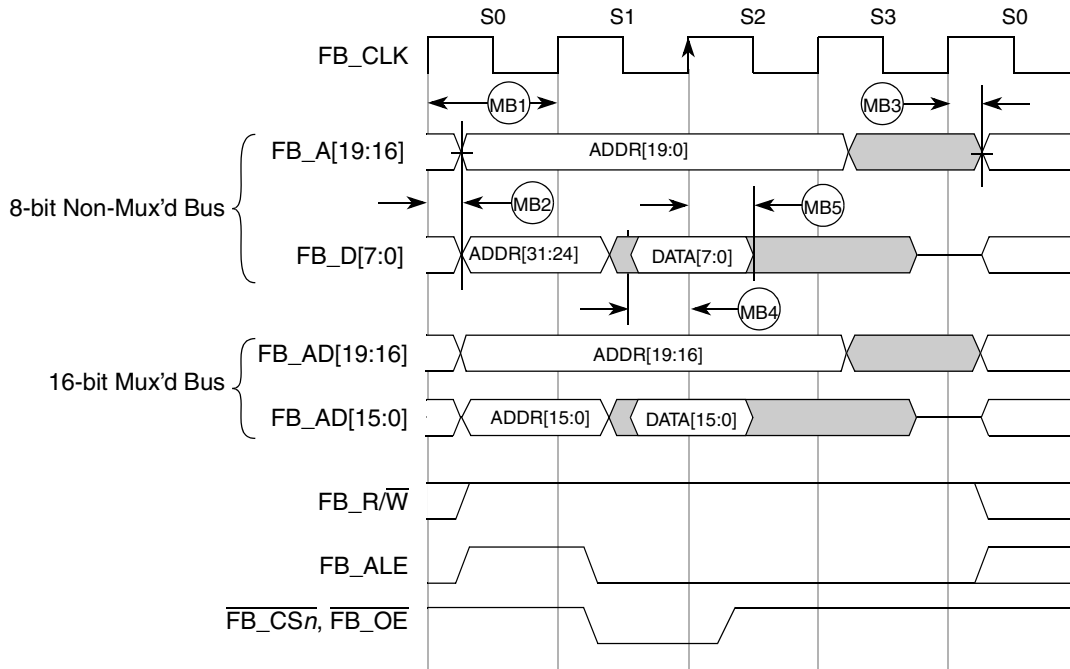 S0 S1 S2 S3 S0
FB_CLK
MB1 MB3
FB_A[19:16] ADDR[19:0]
8-bit Non-Mux’d Bus
MB2 MB5
FB_D[7:0] ADDR[31:24] DATA[7:0]
MB4
FB_AD[19:16] ADDR[19:16]
16-bit Mux’d Bus
FB_AD[15:0] ADDR[15:0] DATA[15:0]
FB_R/W̅
FB_ALE
F̅B̅_̅C̅S̅n̅, F̅B̅_̅O̅E̅